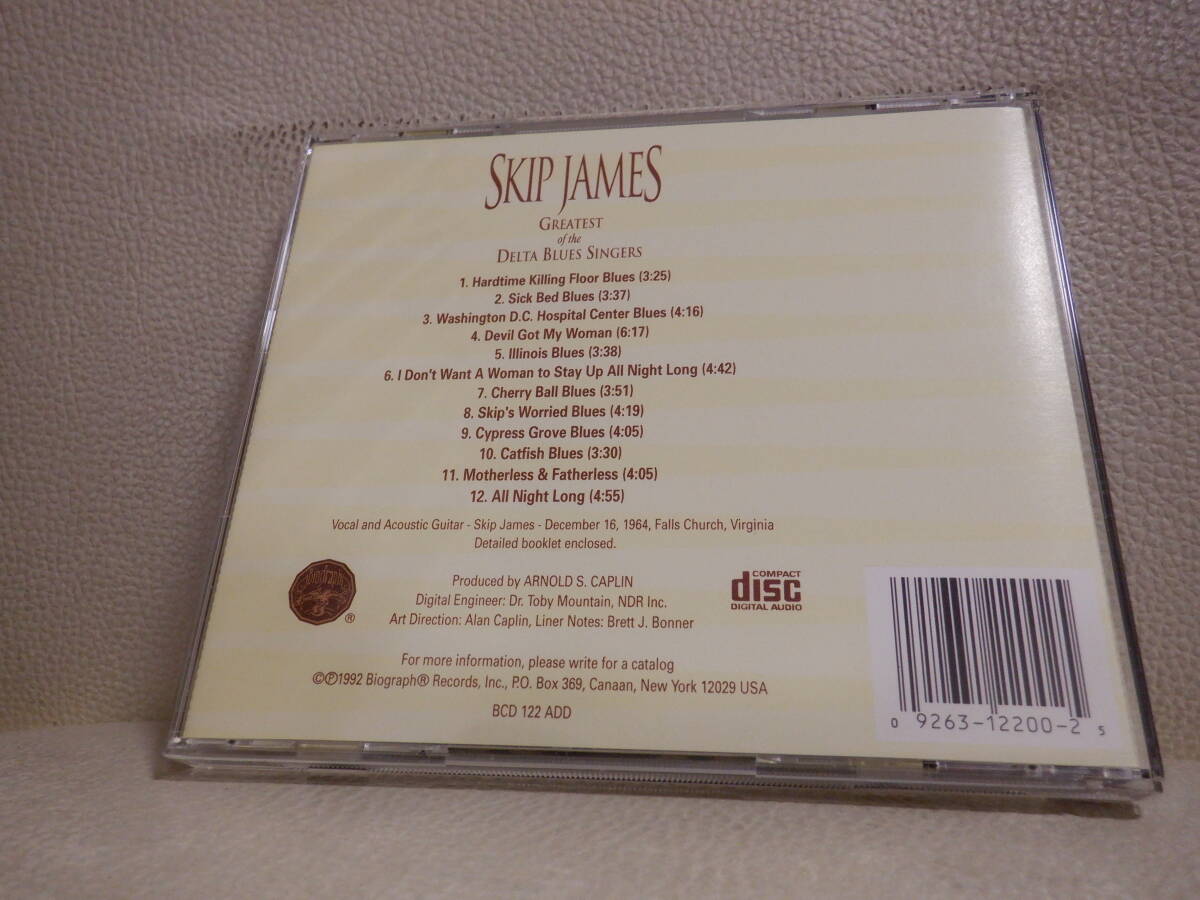 SKIP JAMES
GREATEST
of the
DELTA BLUES SINGERS
1. Hardtime Killing Floor Blues (3:25)
2. Sick Bed Blues (3:37)
3. Washington D.C. Hospital Center Blues (4:16)
4. Devil Got My Woman (6:17)
5. Illinois Blues (3:38)
6. I Don't Want A Woman to Stay Up All Night Long (4:42)
7. Cherry Ball Blues (3:51)
8. Skip's Worried Blues (4:19)
9. Cypress Grove Blues (4:05)
10. Catfish Blues (3:30)
11. Motherless & Fatherless (4:05)
12. All Night Long (4:55)
Vocal and Acoustic Guitar - Skip James - December 16, 1964, Falls Church, Virginia
Detailed booklet enclosed.
Produced by ARNOLD S. CAPLIN
Digital Engineer: Dr. Toby Mountain, NDR Inc.
Art Direction: Alan Caplin, Liner Notes: Brett J. Bonner
®
COMPACT
disc
DIGITAL AUDIO
For more information, please write for a catalog
©℗1992 Biograph® Records, Inc., P.O. Box 369, Canaan, New York 12029 USA
BCD 122 ADD
0 9263-12200-2 5